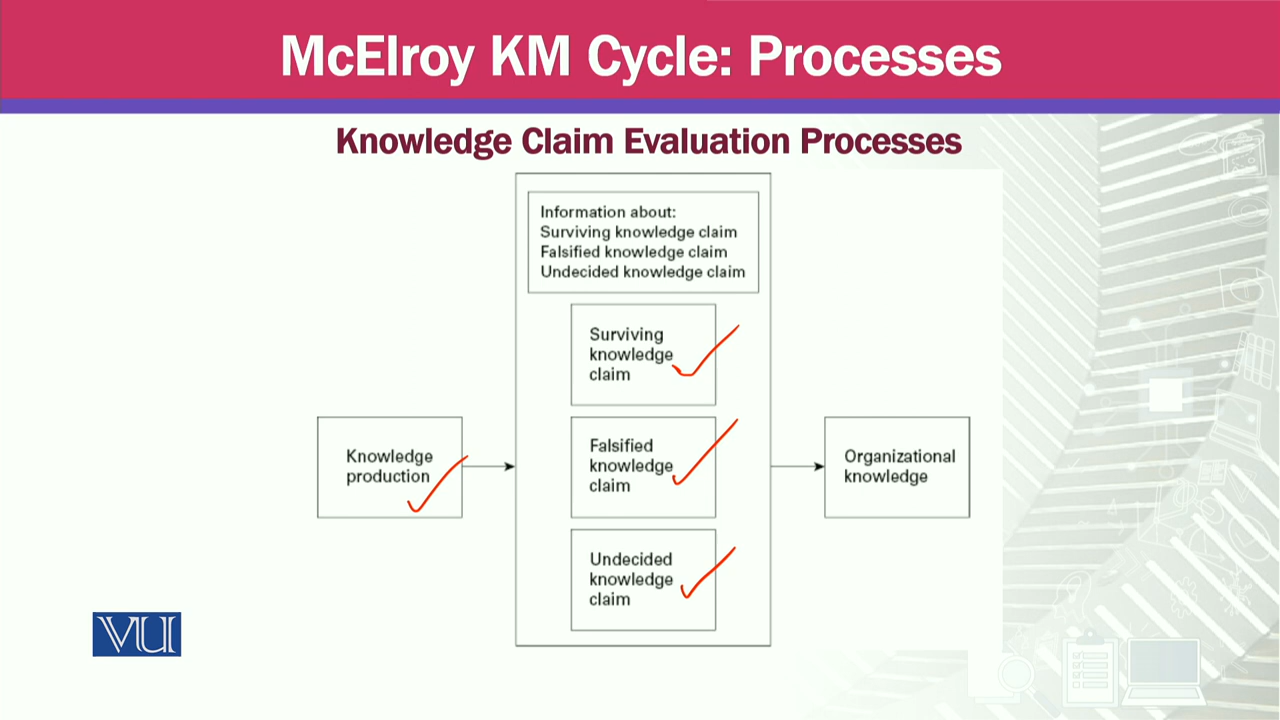 McElroy KM Cycle: Processes
Knowledge Claim Evaluation Processes
Information about:
Surviving knowledge claim
Falsified knowledge claim
Undecided knowledge claim
Surviving
knowledge
claim
Knowledge
production
Falsified
knowledge
claim
Organizational
knowledge
Undecided
knowledge
claim
VU